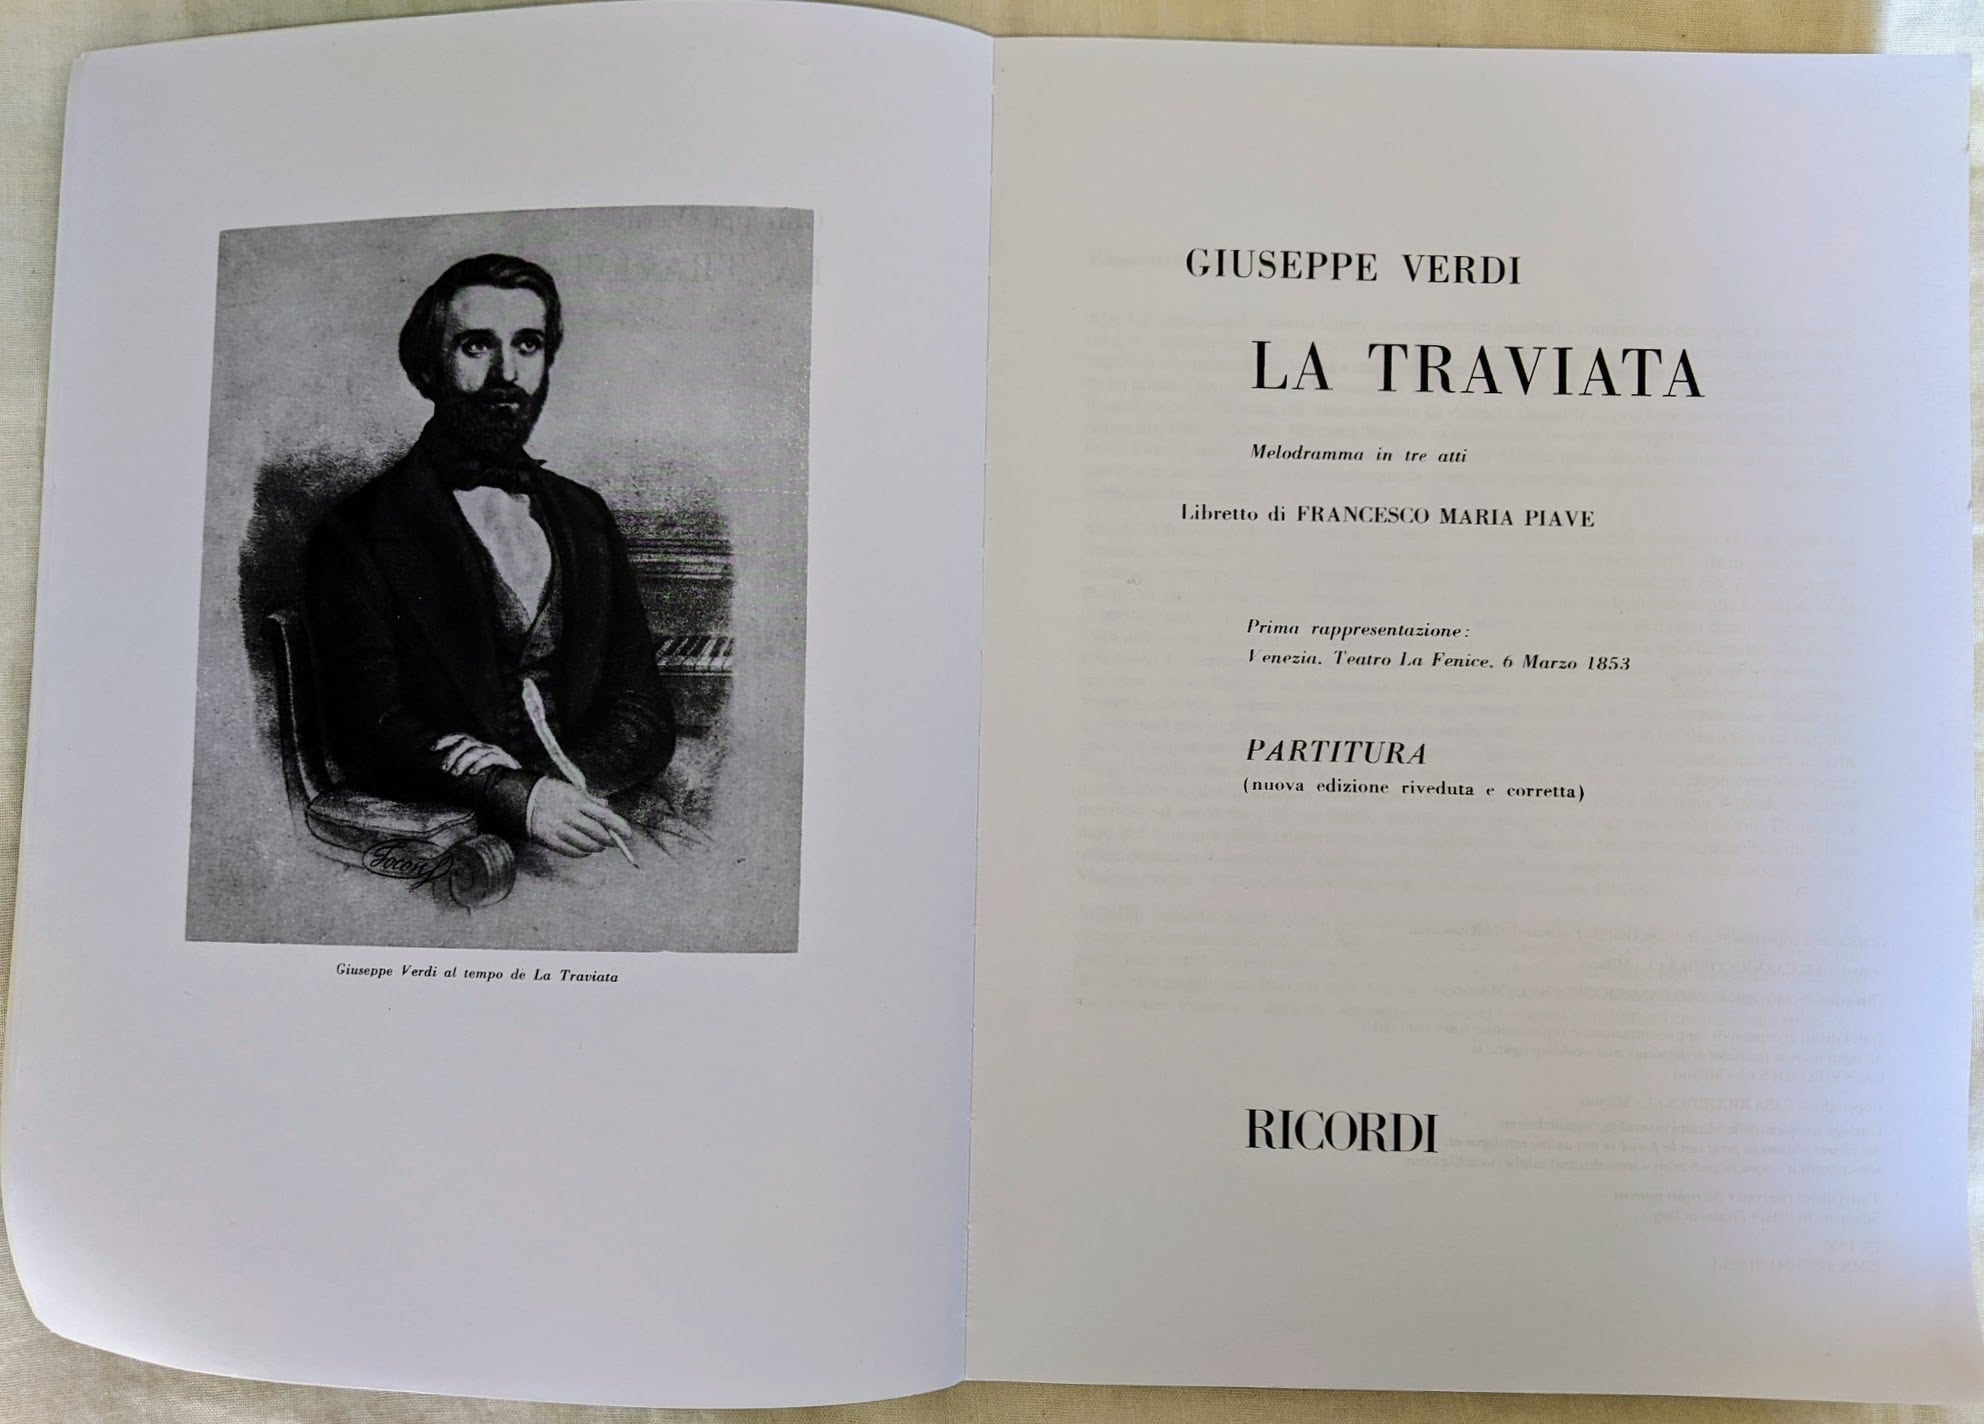 Giuseppe Verdi al tempo de La Traviata
GIUSEPPE VERDI
LA TRAVIATA
Melodramma in tre atti
Libretto di FRANCESCO MARIA PIAVE
Prima rappresentazione:
Venezia. Teatro La Fenice. 6 Marzo 1853
PARTITURA
(nuova edizione riveduta e corretta)
RICORDI